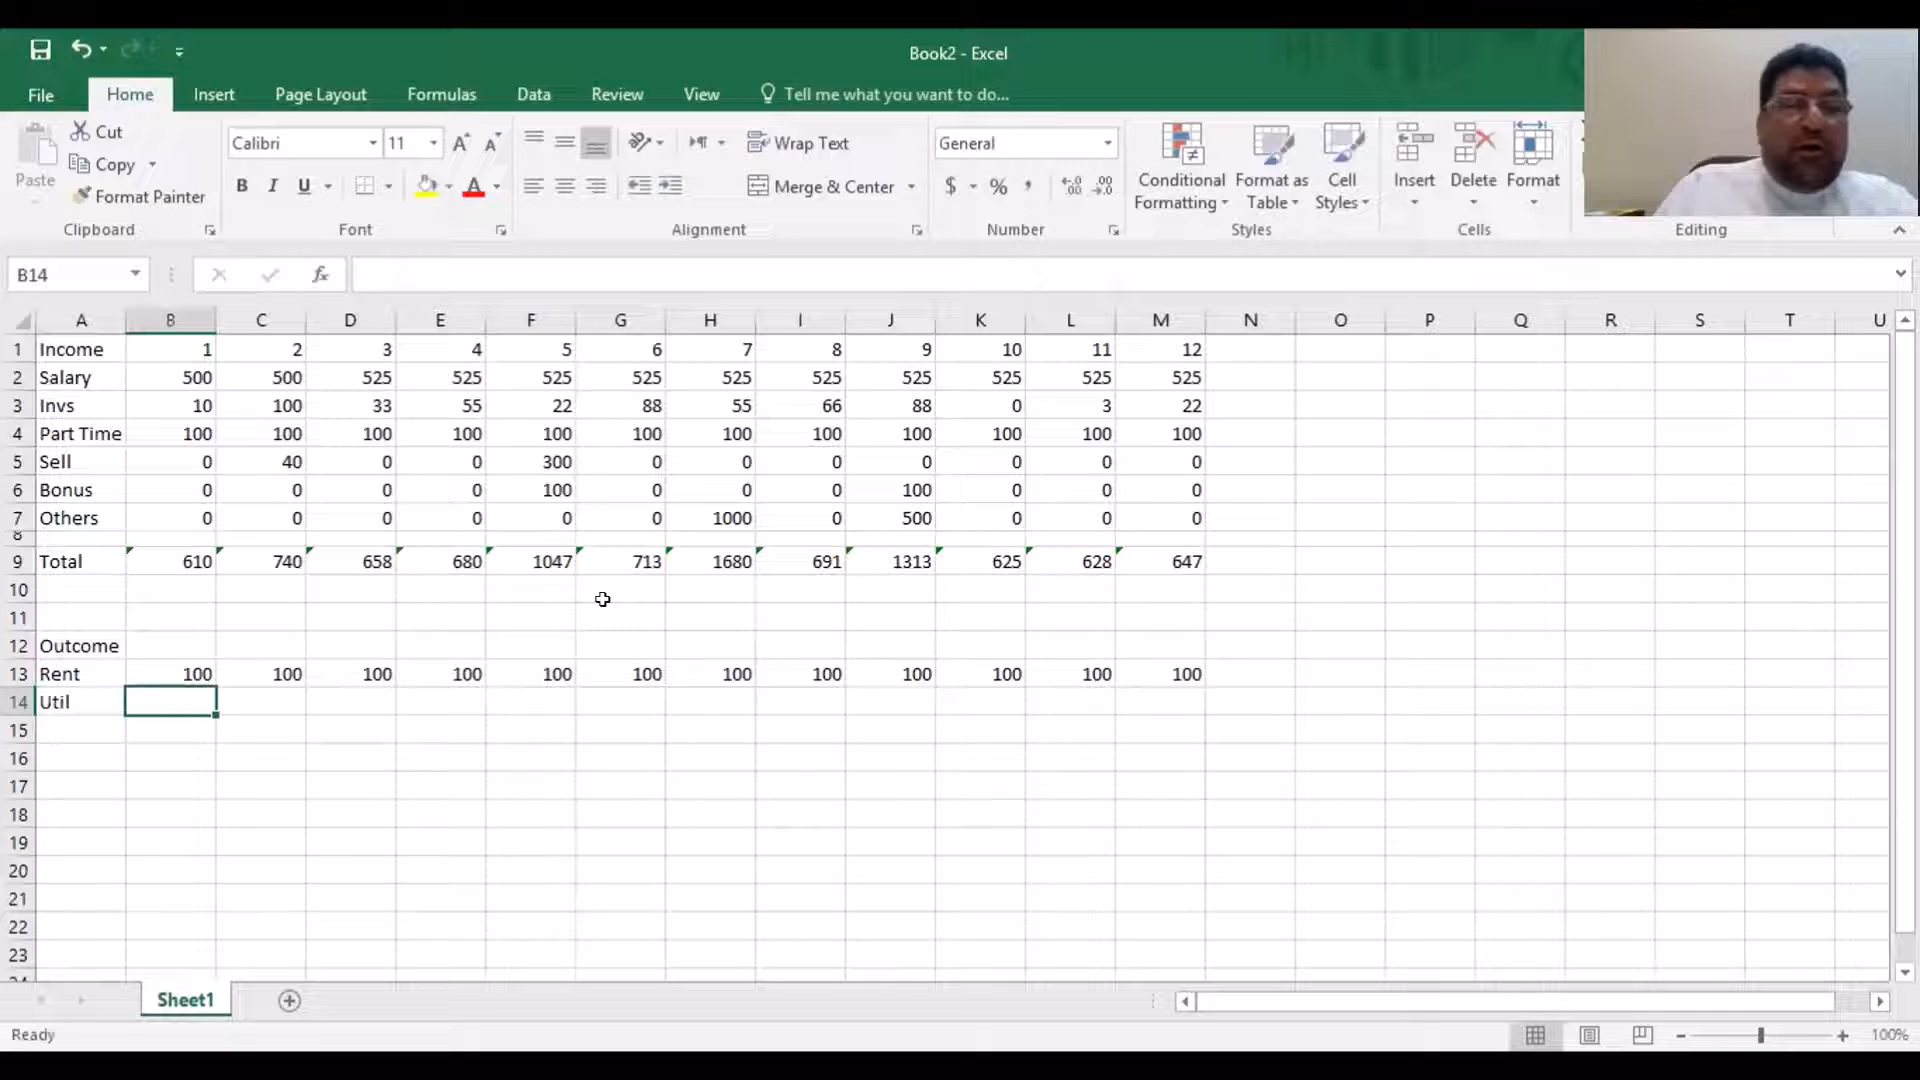 Book2 - Excel
File Home Insert Page Layout Formulas Data Review View Tell me what you want to do...
Paste Cut Copy Format Painter Clipboard
Calibri 11 A A B I U A Font
Wrap Text Merge & Center Alignment
General $ % , Number
Conditional Formatting Format as Table Cell Styles Styles
Insert Delete Format Cells
Editing
B14 fx
A B C D E F G H I J K L M N O P Q R S T U
1 Income 1 2 3 4 5 6 7 8 9 10 11 12
2 Salary 500 500 525 525 525 525 525 525 525 525 525 525
3 Invs 10 100 33 55 22 88 55 66 88 0 3 22
4 Part Time 100 100 100 100 100 100 100 100 100 100 100 100
5 Sell 0 40 0 0 300 0 0 0 0 0 0 0
6 Bonus 0 0 0 0 100 0 0 0 100 0 0 0
7 Others 0 0 0 0 0 0 1000 0 500 0 0 0
8
9 Total 610 740 658 680 1047 713 1680 691 1313 625 628 647
10
11
12 Outcome
13 Rent 100 100 100 100 100 100 100 100 100 100 100 100
14 Util
15
16
17
18
19
20
21
22
23
Sheet1
Ready 100%